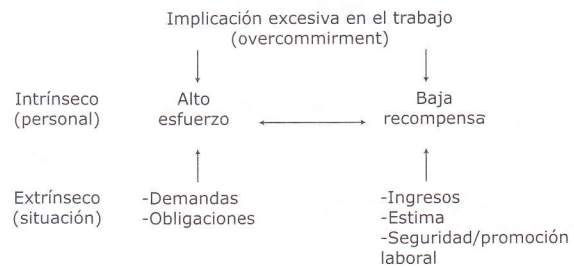 Implicación excesiva en el trabajo
(overcommirment)
Intrínseco
(personal)
Alto
esfuerzo
Baja
recompensa
Extrínseco
(situación)
-Demandas
-Obligaciones
-Ingresos
-Estima
-Seguridad/promoción
laboral